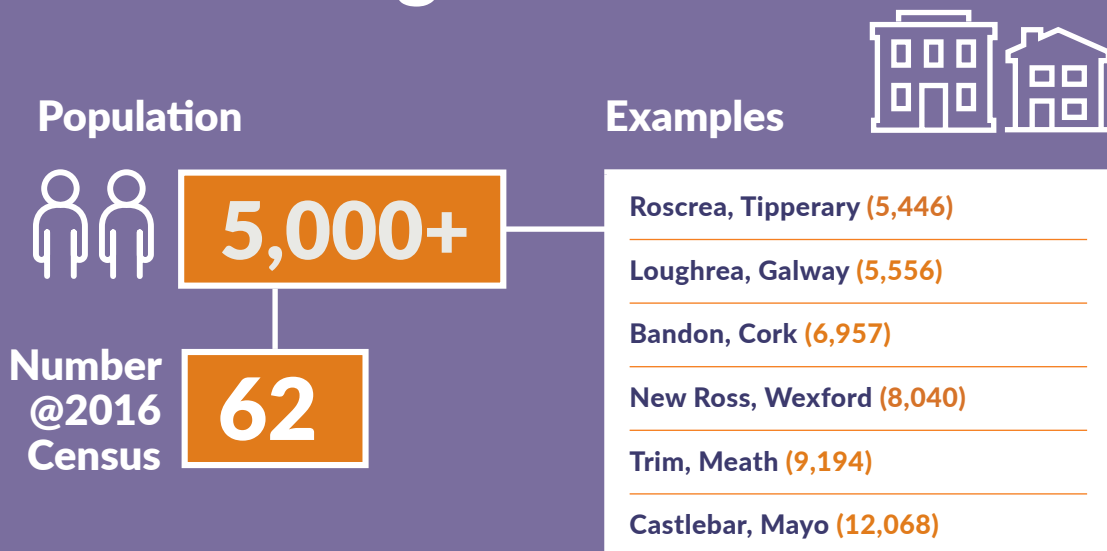 Population
5,000+
Number
@2016
Census
62
Examples
Roscrea, Tipperary (5,446)
Loughrea, Galway (5,556)
Bandon, Cork (6,957)
New Ross, Wexford (8,040)
Trim, Meath (9,194)
Castlebar, Mayo (12,068)